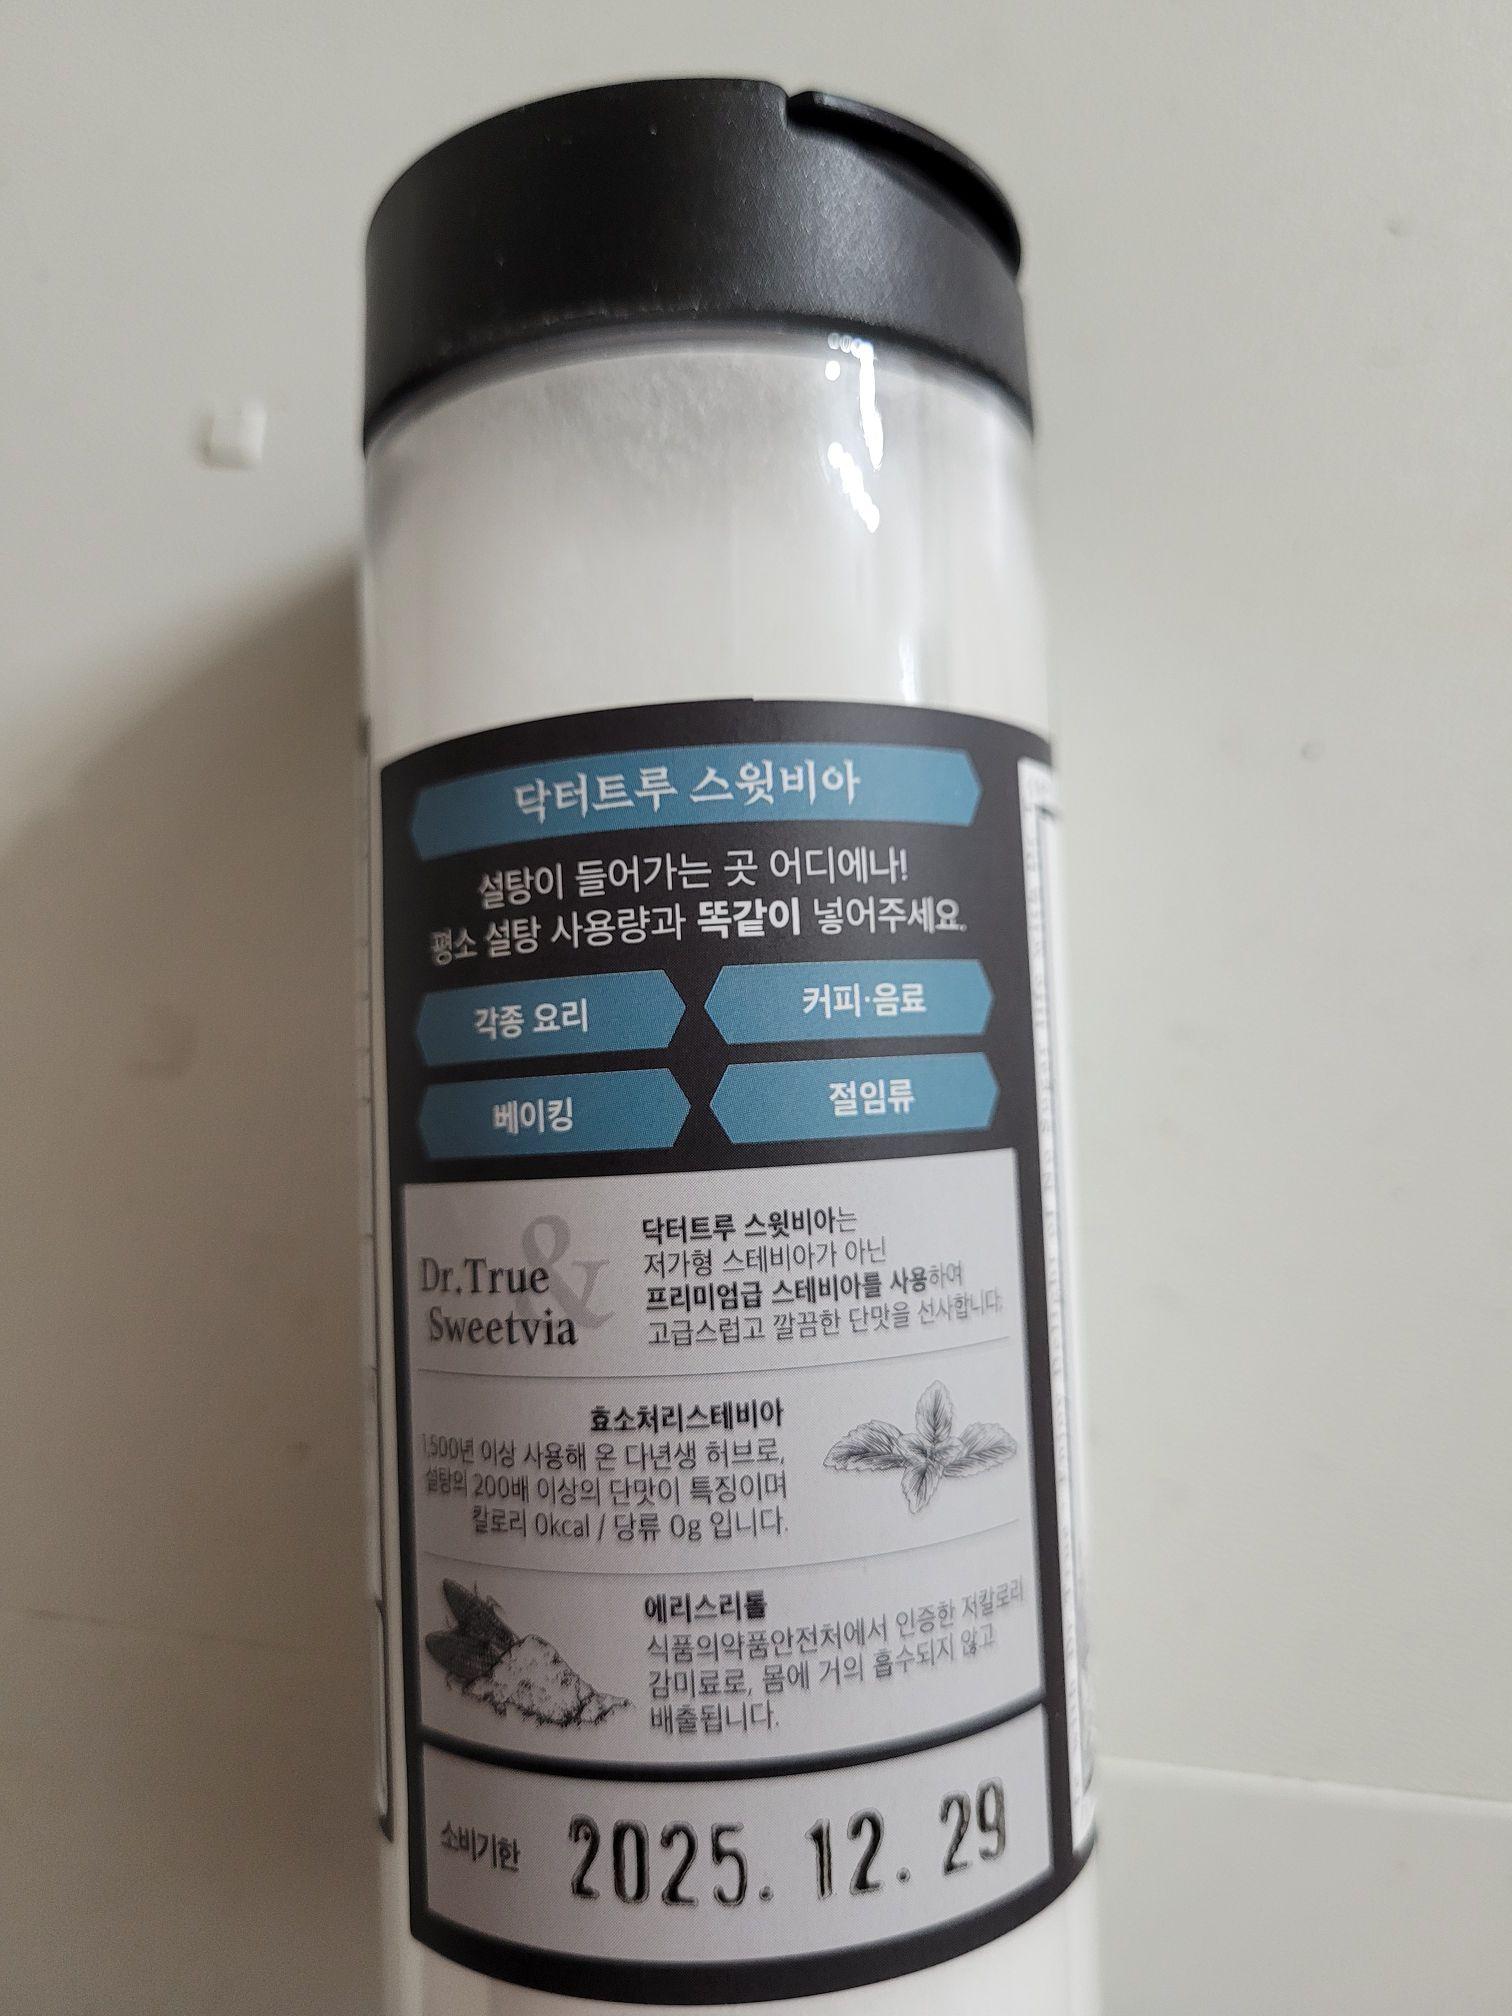 닥터트루 스윗비아
설탕이 들어가는 곳 어디에나!
평소 설탕 사용량과 똑같이 넣어주세요.
각종 요리
커피·음료
베이킹
절임류
Dr.True
&
Sweetvia
닥터트루 스윗비아는
저가형 스테비아가 아닌
프리미엄급 스테비아를 사용하여
고급스럽고 깔끔한 단맛을 선사합니다.
효소처리스테비아
1,500년 이상 사용해 온 다년생 허브로,
설탕의 200배 이상의 단맛이 특징이며
칼로리 0kcal / 당류 0g 입니다.
에리스리톨
식품의약품안전처에서 인증한 저칼로리
감미료로, 몸에 거의 흡수되지 않고
배출됩니다.
소비기한 2025. 12. 29